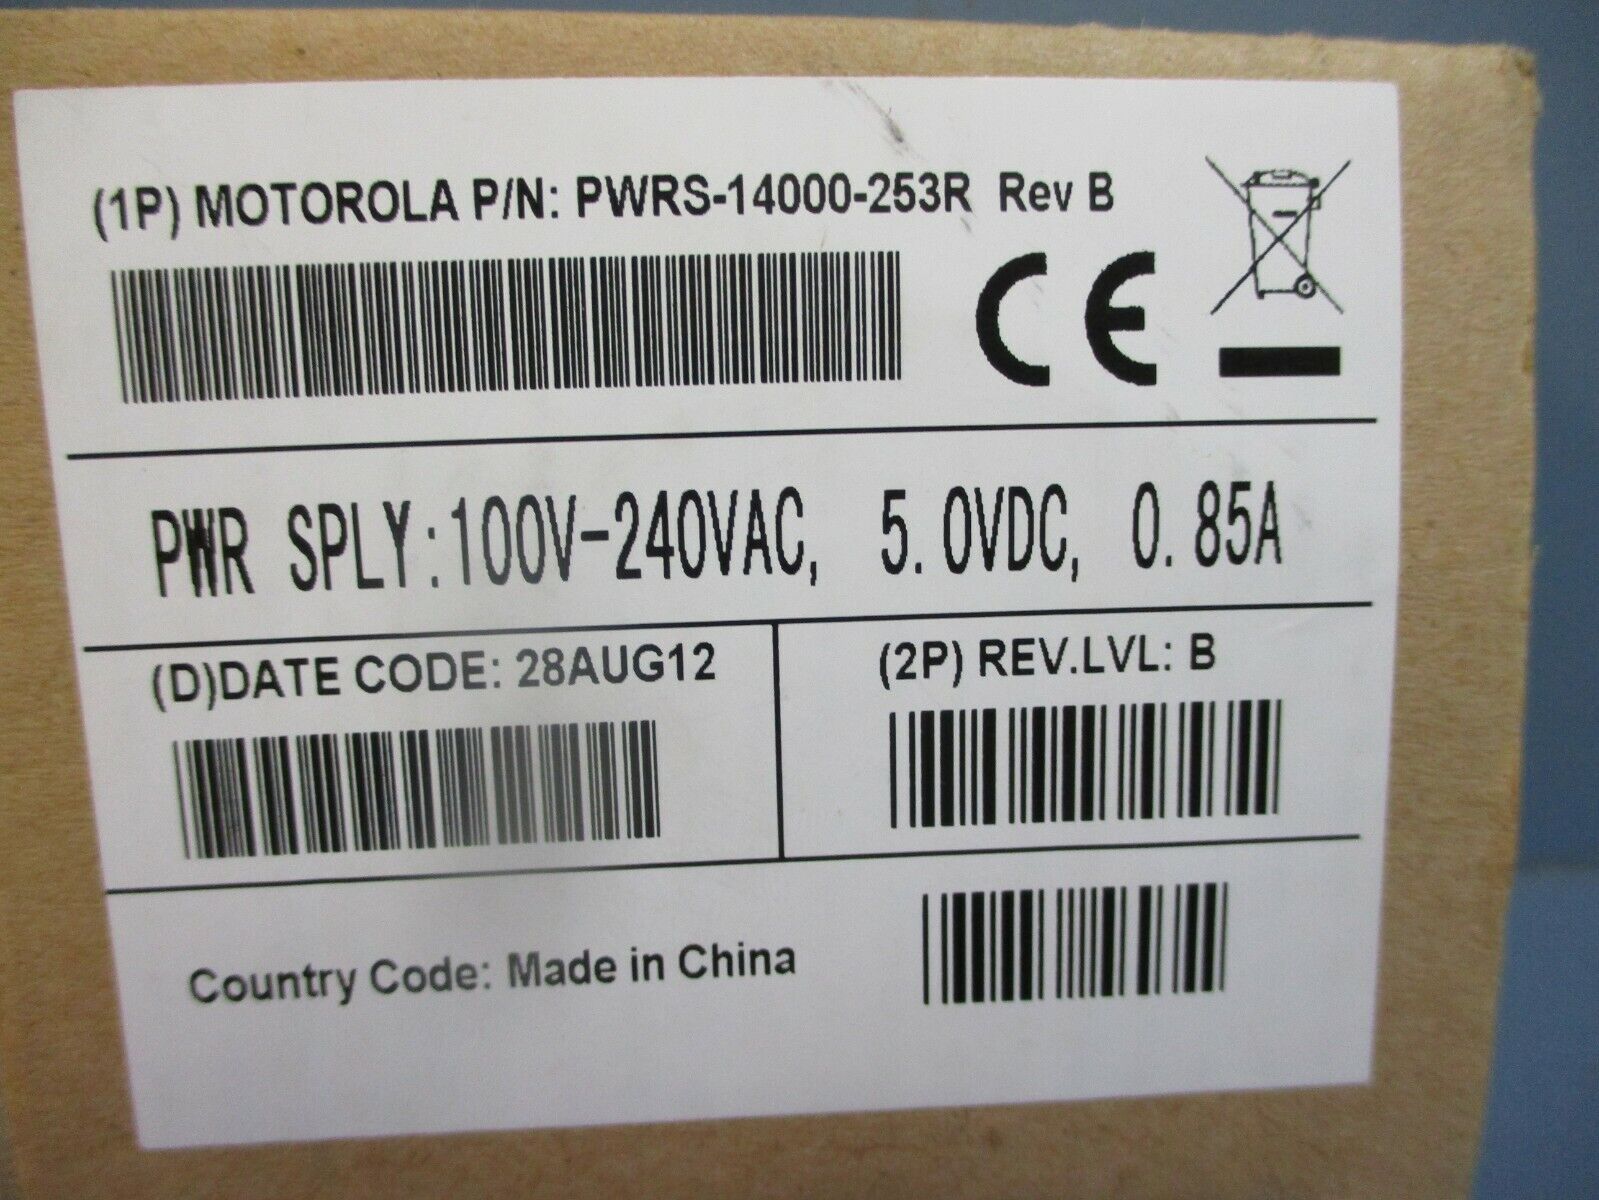 (1P) MOTOROLA P/N: PWRS-14000-253R Rev B
CE
PWR SPLY:100V-240VAC, 5.0VDC, 0.85A
(D)DATE CODE: 28AUG12
(2P) REV.LVL: B
Country Code: Made in China